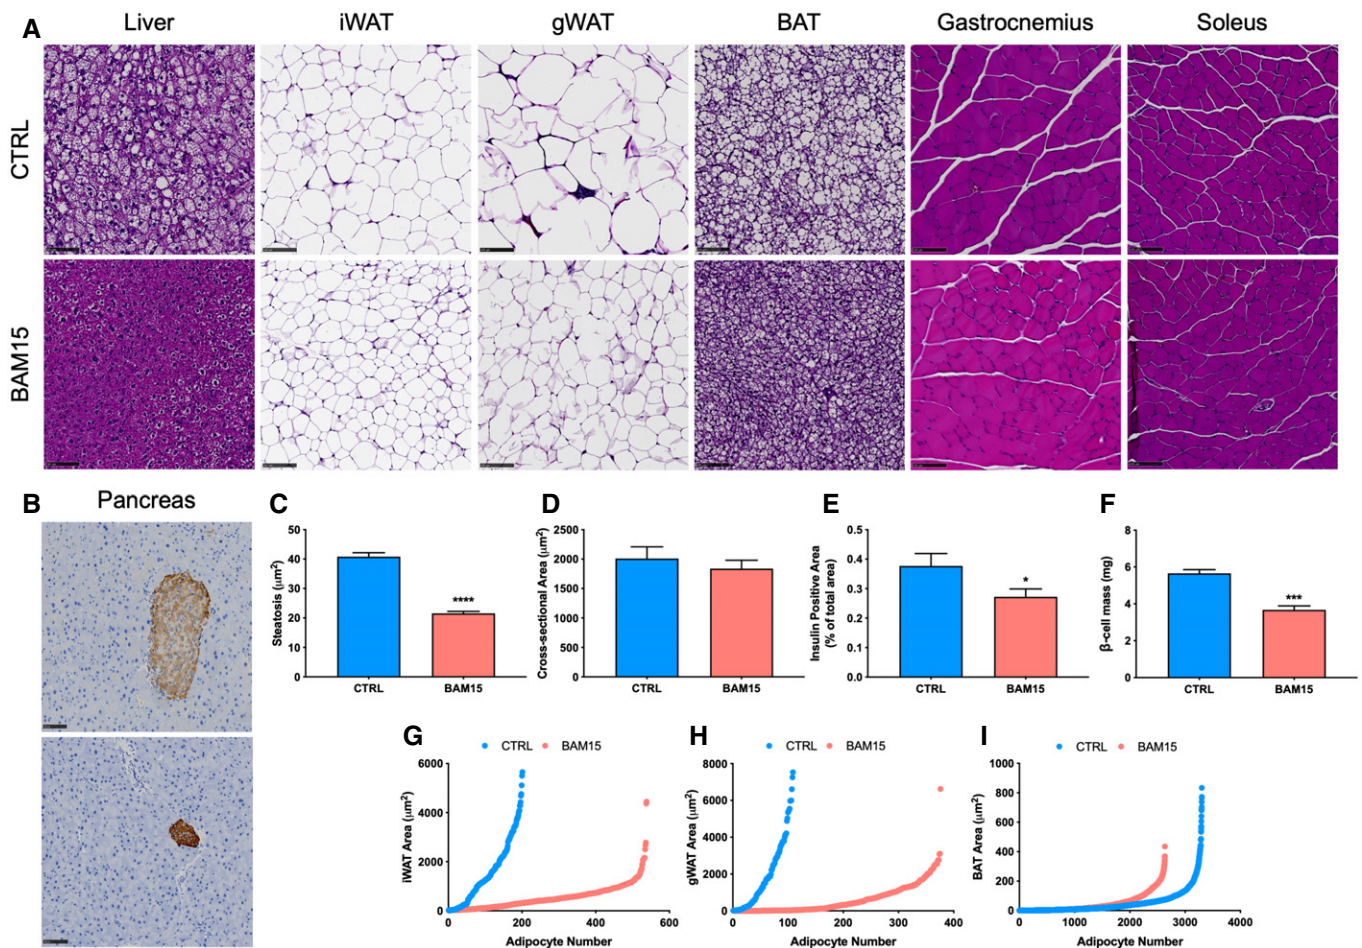 A
Liver
iWAT
gWAT
BAT
Gastrocnemius
Soleus
CTRL
BAM15
B
Pancreas
C
Steatosis (μm²)
50
40
30
20
10
0
****
CTRL
BAM15
D
Cross-sectional Area (μm²)
2500
2000
1500
1000
500
0
CTRL
BAM15
E
Insulin Positive Area
(% of total area)
0.5
0.4
0.3
0.2
0.1
0.0
*
CTRL
BAM15
F
β-cell mass (mg)
8
6
4
2
0
***
CTRL
BAM15
G
CTRL
BAM15
iWAT Area (μm²)
6000
4000
2000
0
0
200
400
600
Adipocyte Number
H
CTRL
BAM15
gWAT Area (μm²)
8000
6000
4000
2000
0
0
100
200
300
400
Adipocyte Number
I
CTRL
BAM15
BAT Area (μm²)
1000
800
600
400
200
0
0
1000
2000
3000
4000
Adipocyte Number